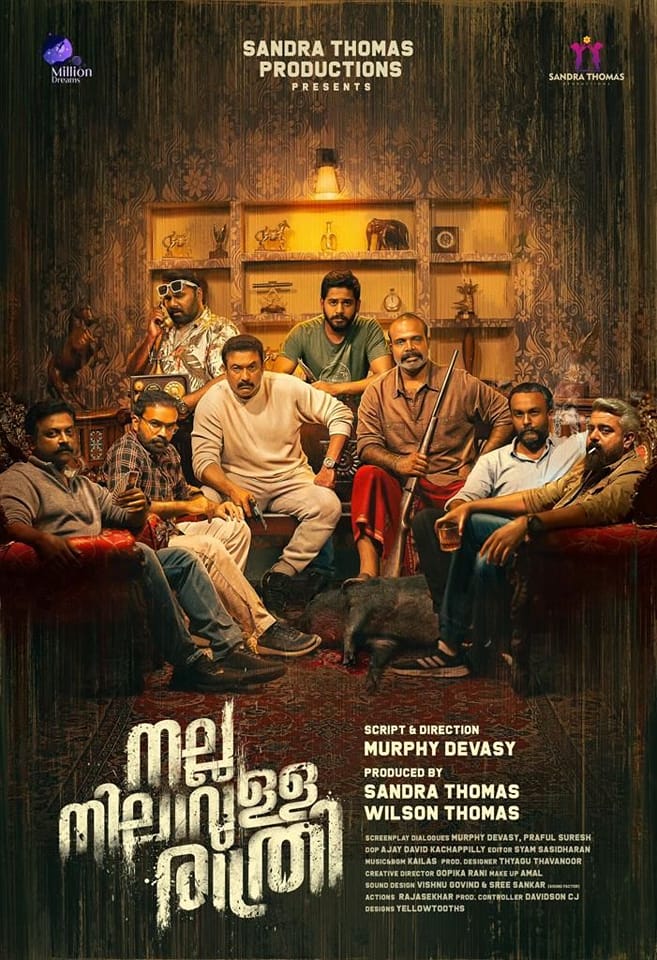 Million
Dreams
SANDRA THOMAS
PRODUCTIONS
PRESENTS
SANDRA THOMAS
PRODUCTIONS
നല്ല
നിലാവുള്ള
രാത്രി
SCRIPT & DIRECTION
MURPHY DEVASY
PRODUCED BY
SANDRA THOMAS
WILSON THOMAS
SCREENPLAY DIALOGUES MURPHY DEVASY, PRAFUL SURESH
DOP AJAY DAVID KACHAPPILLY EDITOR SYAM SASIDHARAN
MUSIC&BGM KAILAS PROD. DESIGNER THYAGU THAVANOOR
CREATIVE DIRECTOR GOPIKA RANI MAKE UP AMAL
SOUND DESIGN VISHNU GOVIND & SREE SANKAR (SOUND FACTOR)
ACTIONS RAJASEKHAR PROD. CONTROLLER DAVIDSON CJ
DESIGNS YELLOWTOOTHS